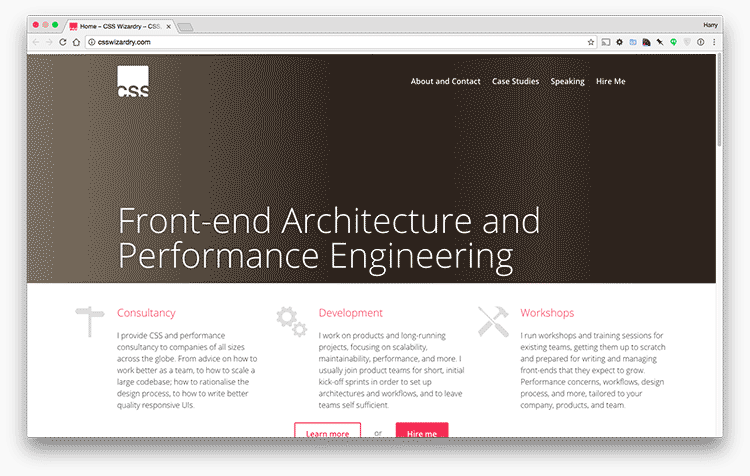 Home – CSS Wizardry – CSS
Harry
csswizardry.com
CSS
About and Contact Case Studies Speaking Hire Me
Front-end Architecture and
Performance Engineering
Consultancy
I provide CSS and performance
consultancy to companies of all sizes
across the globe. From advice on how to
work better as a team, to how to scale a
large codebase; how to rationalise the
design process, to how to write better
quality responsive UIs.
Development
I work on products and long-running
projects, focusing on scalability,
maintainability, performance, and more. I
usually join product teams for short, initial
kick-off sprints in order to set up
architectures and workflows, and to leave
teams self sufficient.
Workshops
I run workshops and training sessions for
existing teams, getting them up to scratch
and prepared for writing and managing
front-ends that they expect to grow.
Performance concerns, workflows, design
process, and more, tailored to your
company, products, and team.
Learn more or Hire me